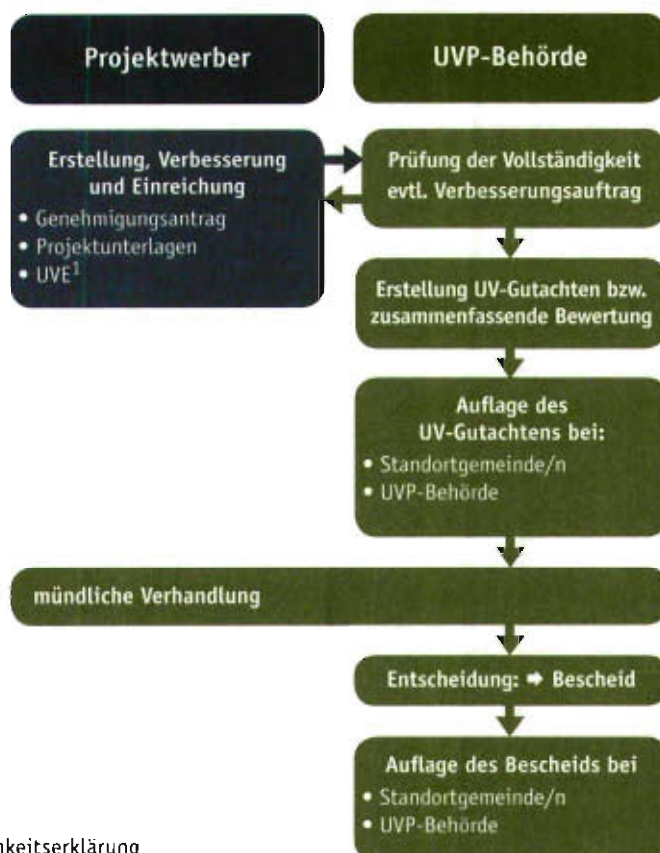 Projektwerber
UVP-Behörde
Erstellung, Verbesserung
und Einreichung
• Genehmigungsantrag
• Projektunterlagen
• UVE¹
Prüfung der Vollständigkeit
evtl. Verbesserungsauftrag
Erstellung UV-Gutachten bzw.
zusammenfassende Bewertung
Auflage des
UV-Gutachtens bei:
• Standortgemeinde/n
• UVP-Behörde
mündliche Verhandlung
Entscheidung: ➡ Bescheid
Auflage des Bescheids bei
• Standortgemeinde/n
• UVP-Behörde